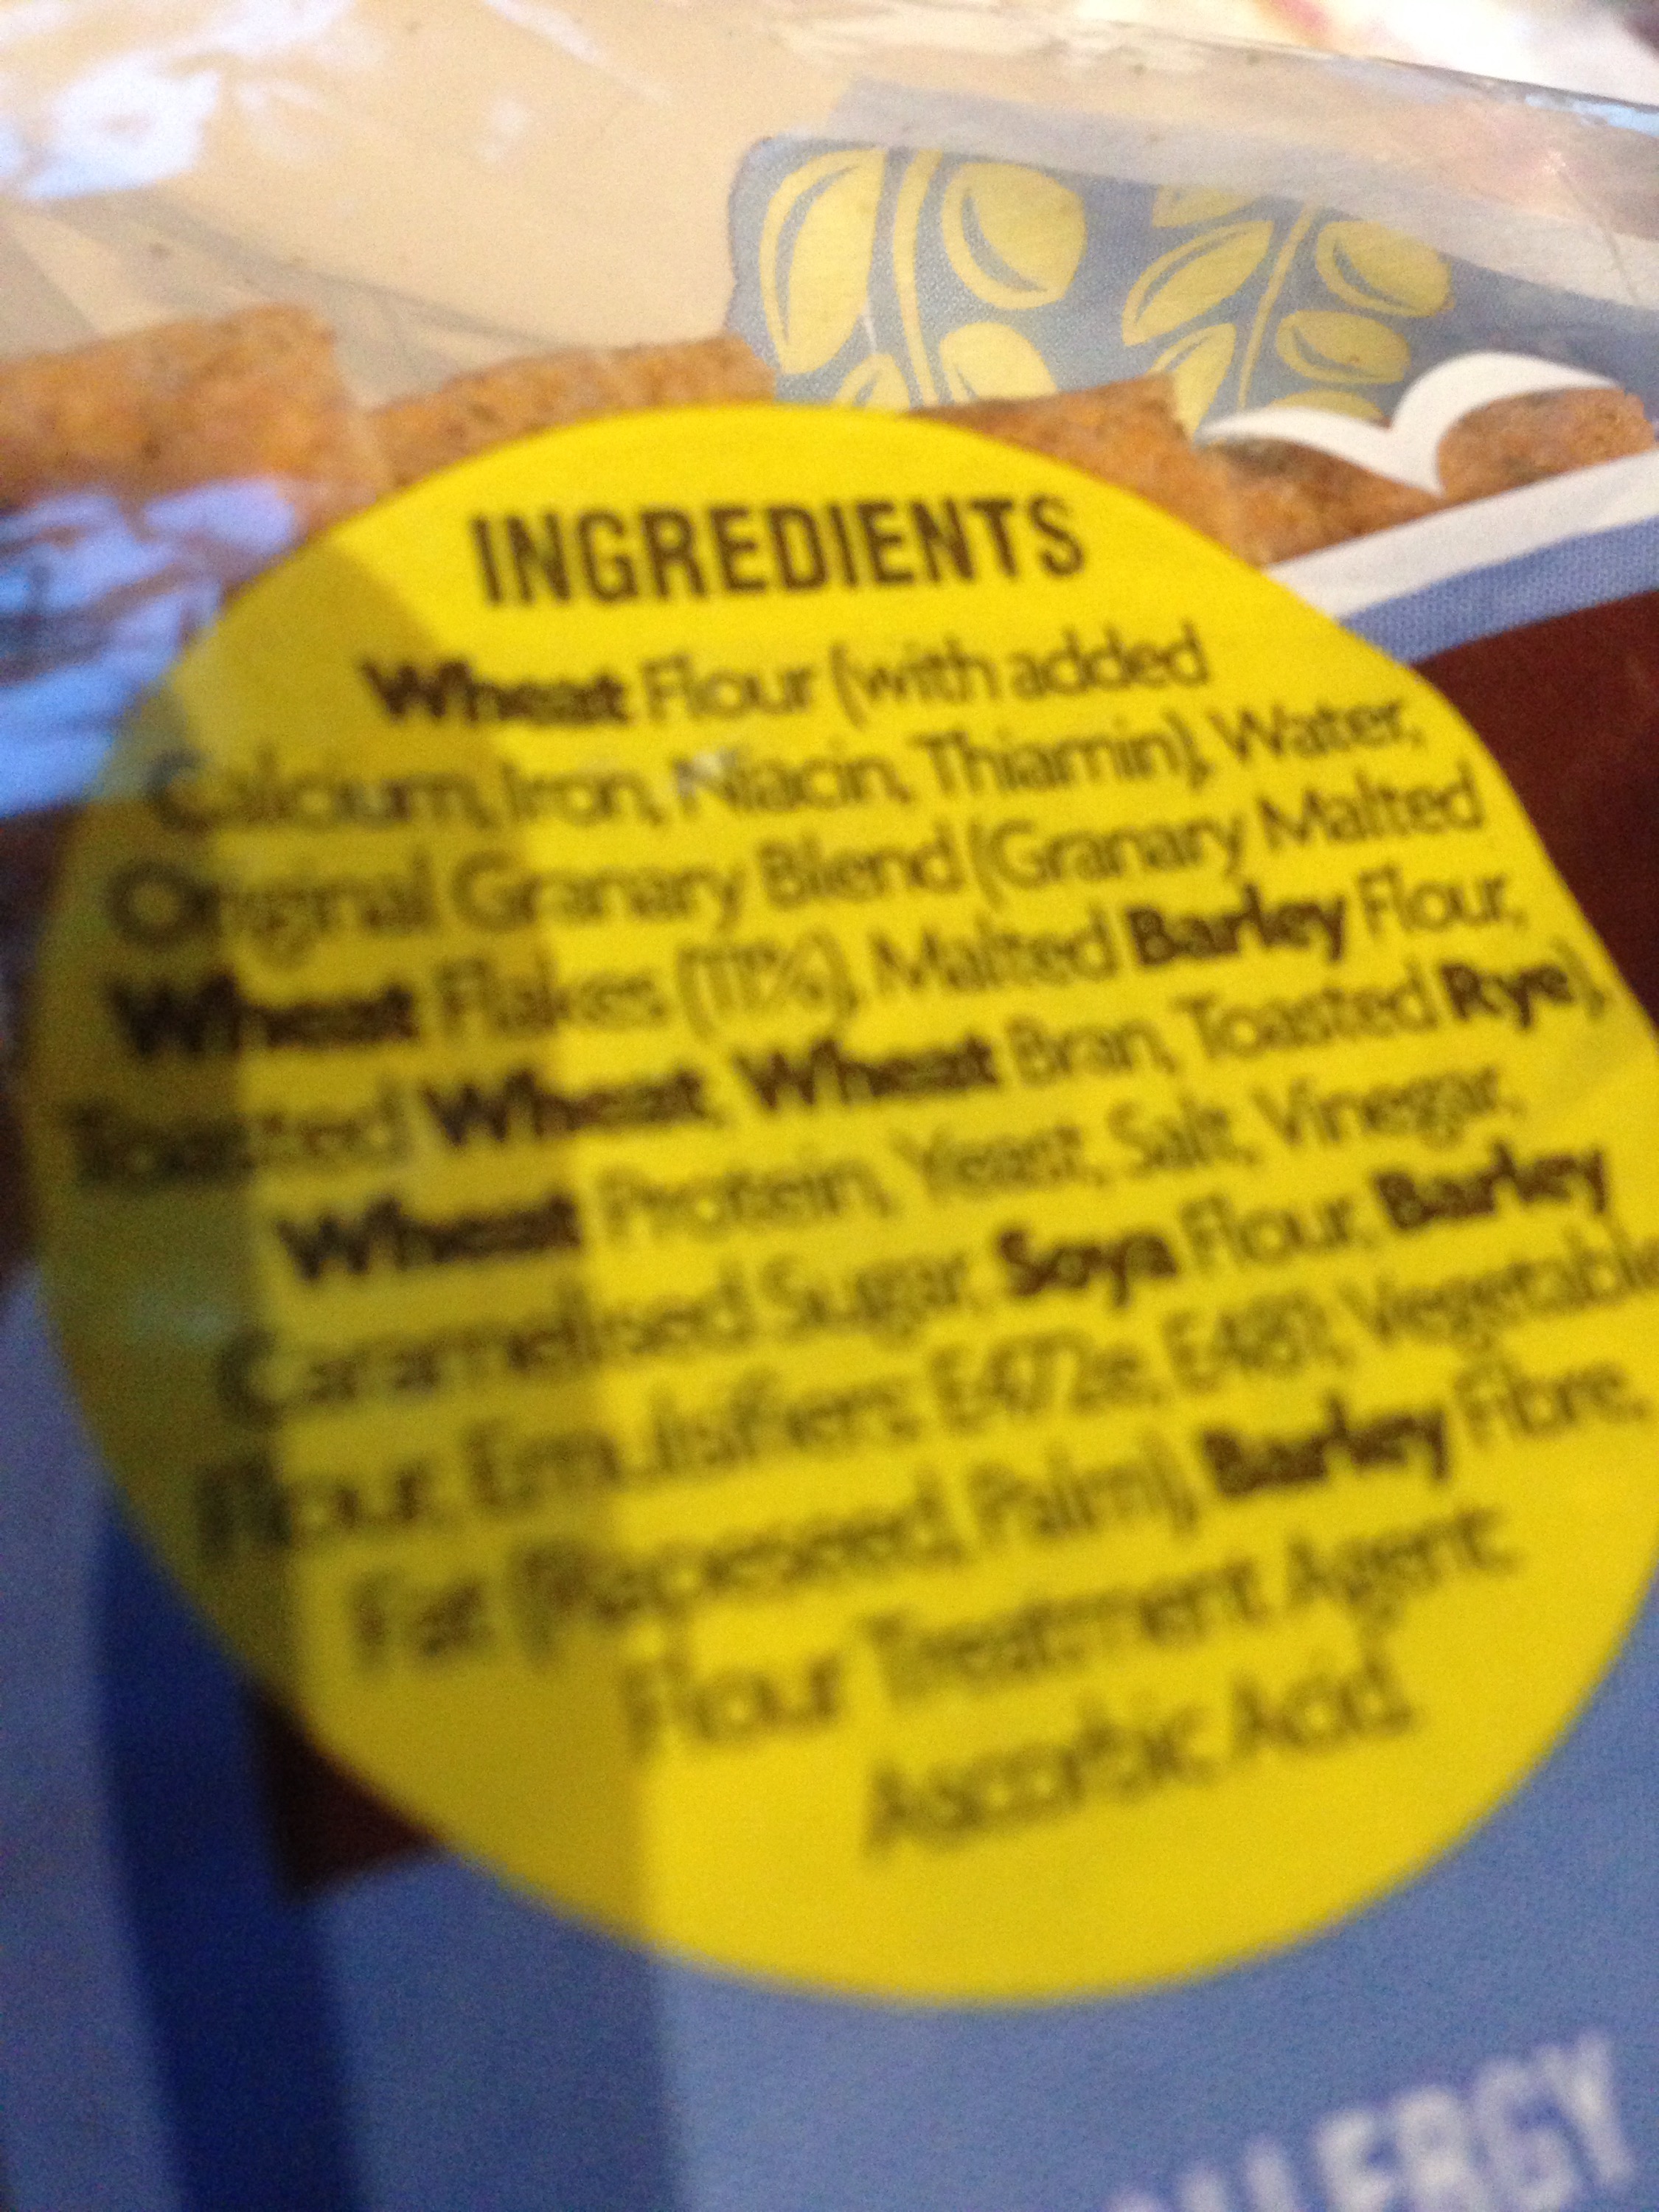 INGREDIENTS
Wheat Flour (with added
Calcium, Iron, Niacin, Thiamin), Water,
Original Granary Blend (Granary Malted
Wheat Flakes (11%), Malted Barley Flour,
Toasted Wheat, Wheat Bran, Toasted Rye),
Wheat Protein, Yeast, Salt, Vinegar,
Caramelised Sugar, Soya Flour, Barley
Flour, Emulsifiers: E472e, E481; Vegetable
Fat (Rapeseed, Palm), Barley Fibre,
Flour Treatment Agent:
Ascorbic Acid.
ALLERGY